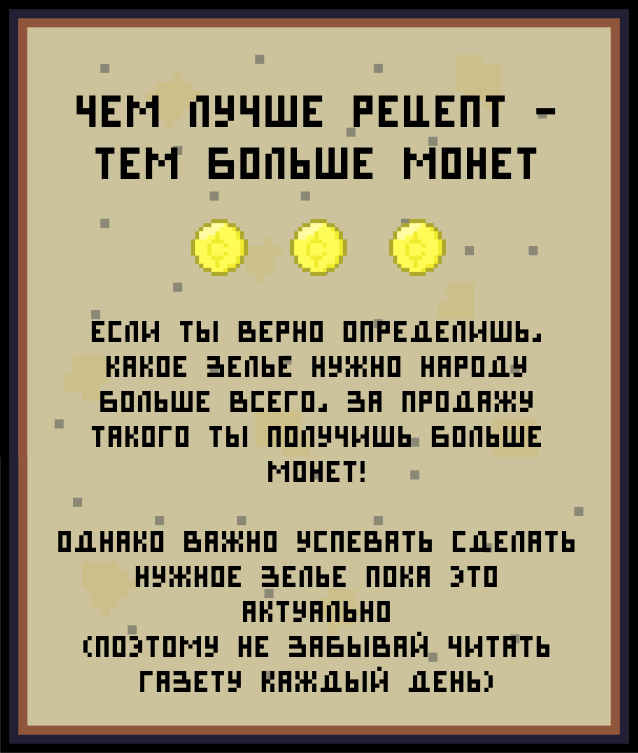 ЧЕМ ЛУЧШЕ РЕЦЕПТ -
ТЕМ БОЛЬШЕ МОНЕТ
ЕСЛИ ТЫ ВЕРНО ОПРЕДЕЛИШЬ,
КАКОЕ ЗЕЛЬЕ НУЖНО НАРОДУ
БОЛЬШЕ ВСЕГО, ЗА ПРОДАЖУ
ТАКОГО ТЫ ПОЛУЧИШЬ БОЛЬШЕ
МОНЕТ!
ОДНАКО ВАЖНО УСПЕВАТЬ СДЕЛАТЬ
НУЖНОЕ ЗЕЛЬЕ ПОКА ЭТО
АКТУАЛЬНО
(ПОЭТОМУ НЕ ЗАБЫВАЙ ЧИТАТЬ
ГАЗЕТУ КАЖДЫЙ ДЕНЬ)